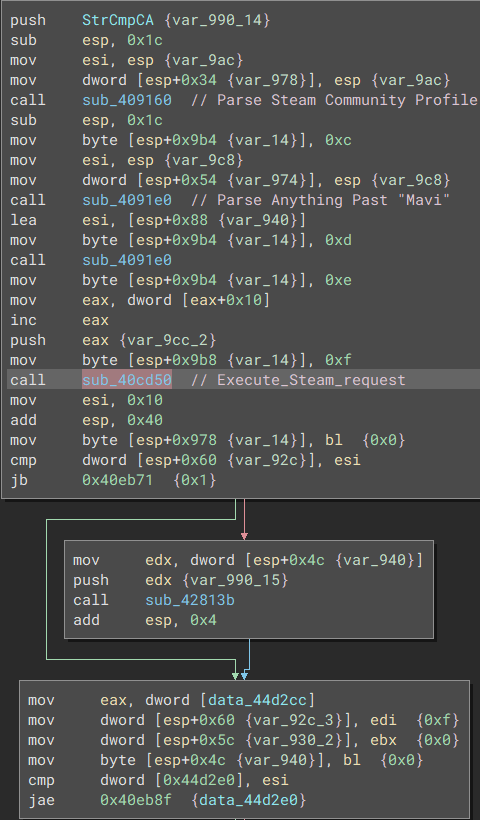 push StrCmpCA {var_990_14}
sub esp, 0x1c
mov esi, esp {var_9ac}
mov dword [esp+0x34 {var_978}], esp {var_9ac}
call sub_409160 // Parse Steam Community Profile
sub esp, 0x1c
mov byte [esp+0x9b4 {var_14}], 0xc
mov esi, esp {var_9c8}
mov dword [esp+0x54 {var_974}], esp {var_9c8}
call sub_4091e0 // Parse Anything Past "Mavi"
lea esi, [esp+0x88 {var_940}]
mov byte [esp+0x9b4 {var_14}], 0xd
call sub_4091e0
mov byte [esp+0x9b4 {var_14}], 0xe
mov eax, dword [eax+0x10]
inc eax
push eax {var_9cc_2}
mov byte [esp+0x9b8 {var_14}], 0xf
call sub_40cd50 // Execute_Steam_request
mov esi, 0x10
add esp, 0x40
mov byte [esp+0x978 {var_14}], bl {0x0}
cmp dword [esp+0x60 {var_92c}], esi
jb 0x40eb71 {0x1}
mov edx, dword [esp+0x4c {var_940}]
push edx {var_990_15}
call sub_42813b
add esp, 0x4
mov eax, dword [data_44d2cc]
mov dword [esp+0x60 {var_92c_3}], edi {0xf}
mov dword [esp+0x5c {var_930_2}], ebx {0x0}
mov byte [esp+0x4c {var_940}], bl {0x0}
cmp dword [0x44d2e0], esi
jae 0x40eb8f {data_44d2e0}